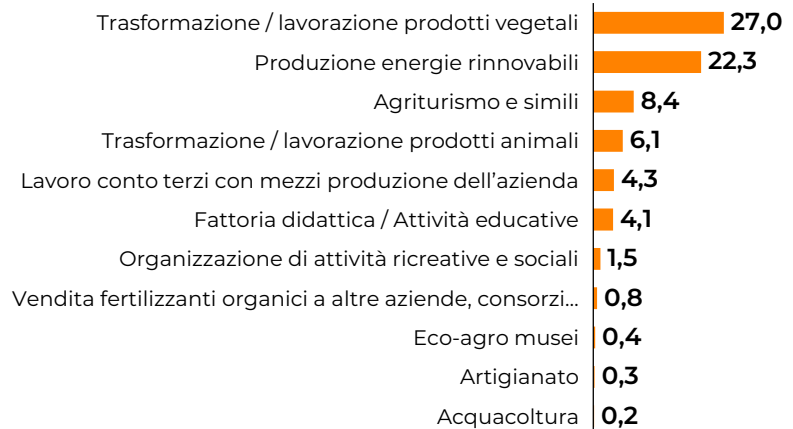 Trasformazione / lavorazione prodotti vegetali 27,0
Produzione energie rinnovabili 22,3
Agriturismo e simili 8,4
Trasformazione / lavorazione prodotti animali 6,1
Lavoro conto terzi con mezzi produzione dell’azienda 4,3
Fattoria didattica / Attività educative 4,1
Organizzazione di attività ricreative e sociali 1,5
Vendita fertilizzanti organici a altre aziende, consorzi... 0,8
Eco-agro musei 0,4
Artigianato 0,3
Acquacoltura 0,2